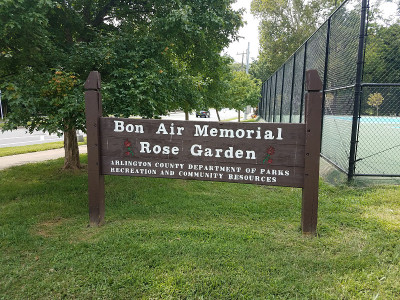 Bon Air Memorial
Rose Garden
ARLINGTON COUNTY DEPARTMENT OF PARKS
RECREATION AND COMMUNITY RESOURCES